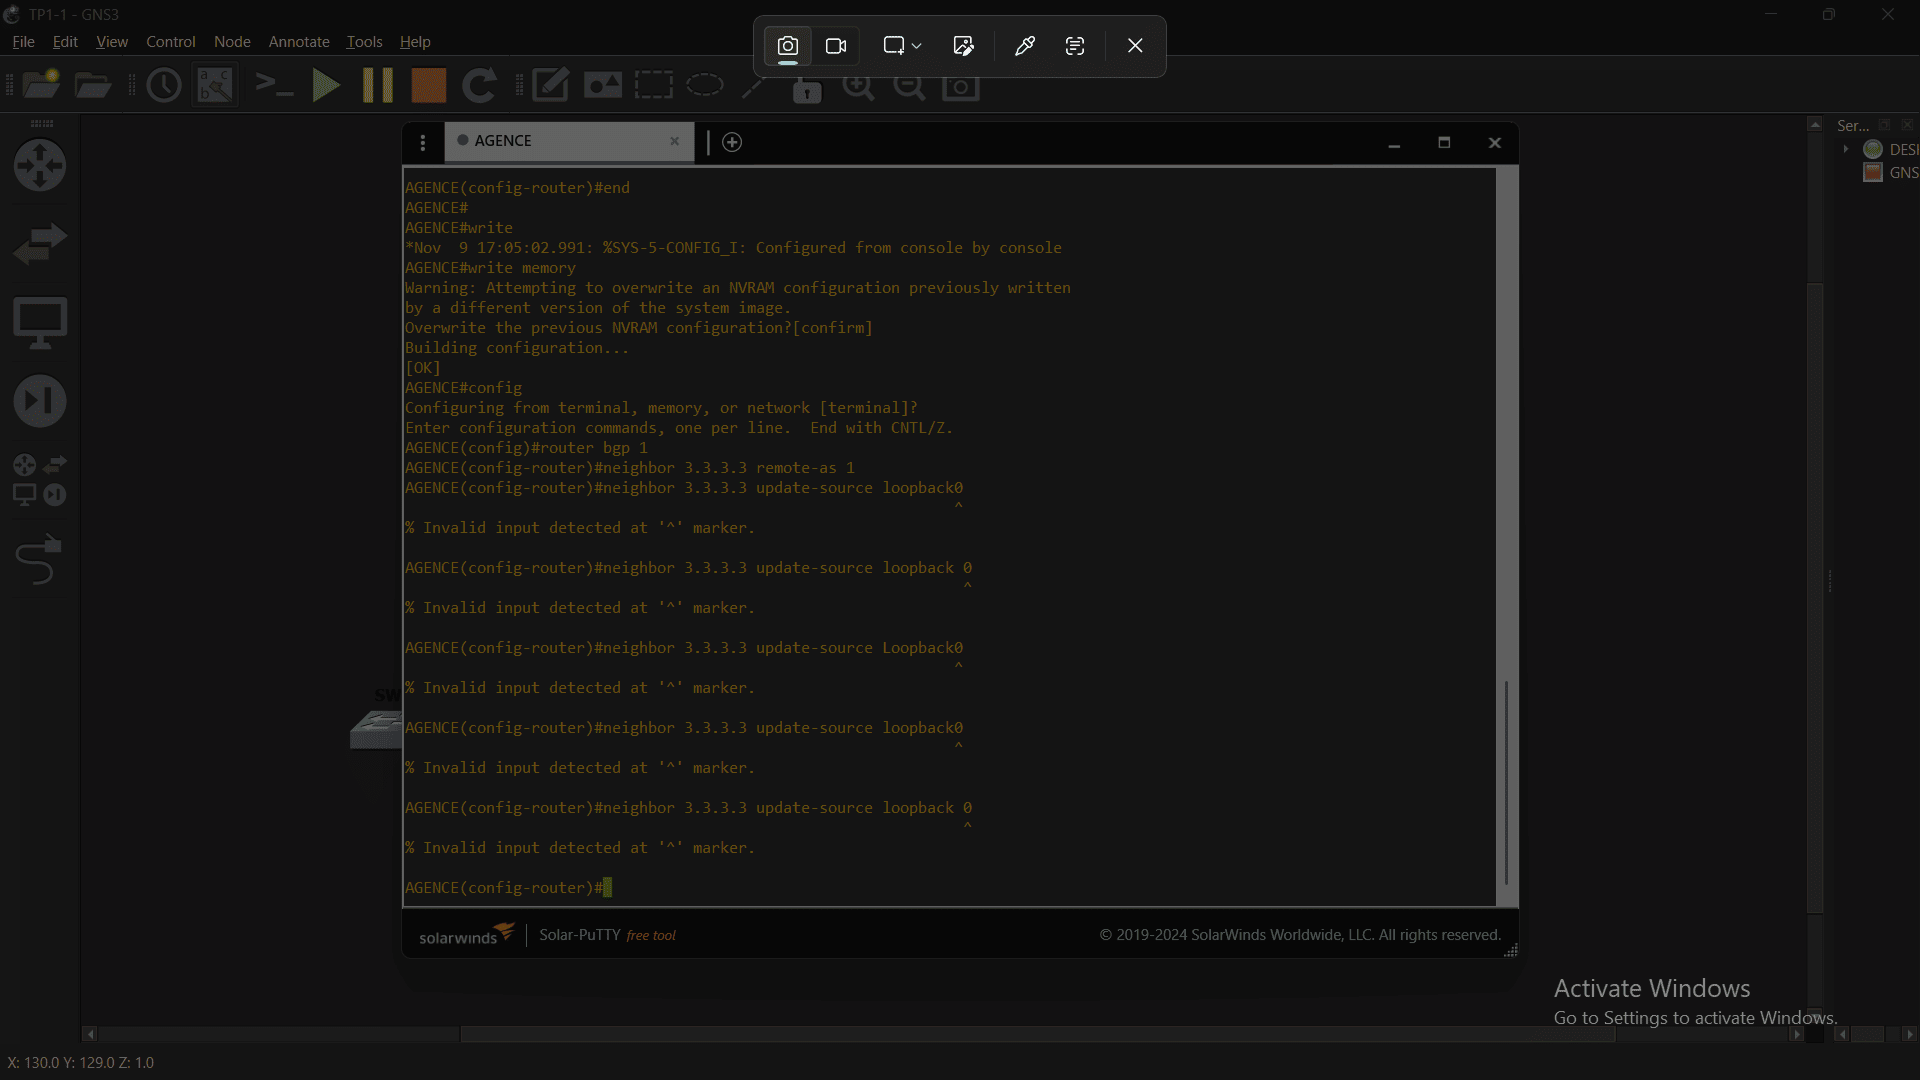 TP1-1 - GNS3
File Edit View Control Node Annotate Tools Help
Ser...
DESI
GNS
AGENCE
AGENCE(config-router)#end
AGENCE#
AGENCE#write
*Nov  9 17:05:02.991: %SYS-5-CONFIG_I: Configured from console by console
AGENCE#write memory
Warning: Attempting to overwrite an NVRAM configuration previously written
by a different version of the system image.
Overwrite the previous NVRAM configuration?[confirm]
Building configuration...
[OK]
AGENCE#config
Configuring from terminal, memory, or network [terminal]?
Enter configuration commands, one per line.  End with CNTL/Z.
AGENCE(config)#router bgp 1
AGENCE(config-router)#neighbor 3.3.3.3 remote-as 1
AGENCE(config-router)#neighbor 3.3.3.3 update-source loopback0
^
% Invalid input detected at '^' marker.
AGENCE(config-router)#neighbor 3.3.3.3 update-source loopback 0
^
% Invalid input detected at '^' marker.
AGENCE(config-router)#neighbor 3.3.3.3 update-source Loopback0
^
% Invalid input detected at '^' marker.
AGENCE(config-router)#neighbor 3.3.3.3 update-source loopback0
^
% Invalid input detected at '^' marker.
AGENCE(config-router)#neighbor 3.3.3.3 update-source loopback 0
^
% Invalid input detected at '^' marker.
AGENCE(config-router)#
SW
solarwinds
Solar-PuTTY free tool
© 2019-2024 SolarWinds Worldwide, LLC. All rights reserved.
Activate Windows
Go to Settings to activate Windows.
X: 130.0 Y: 129.0 Z: 1.0